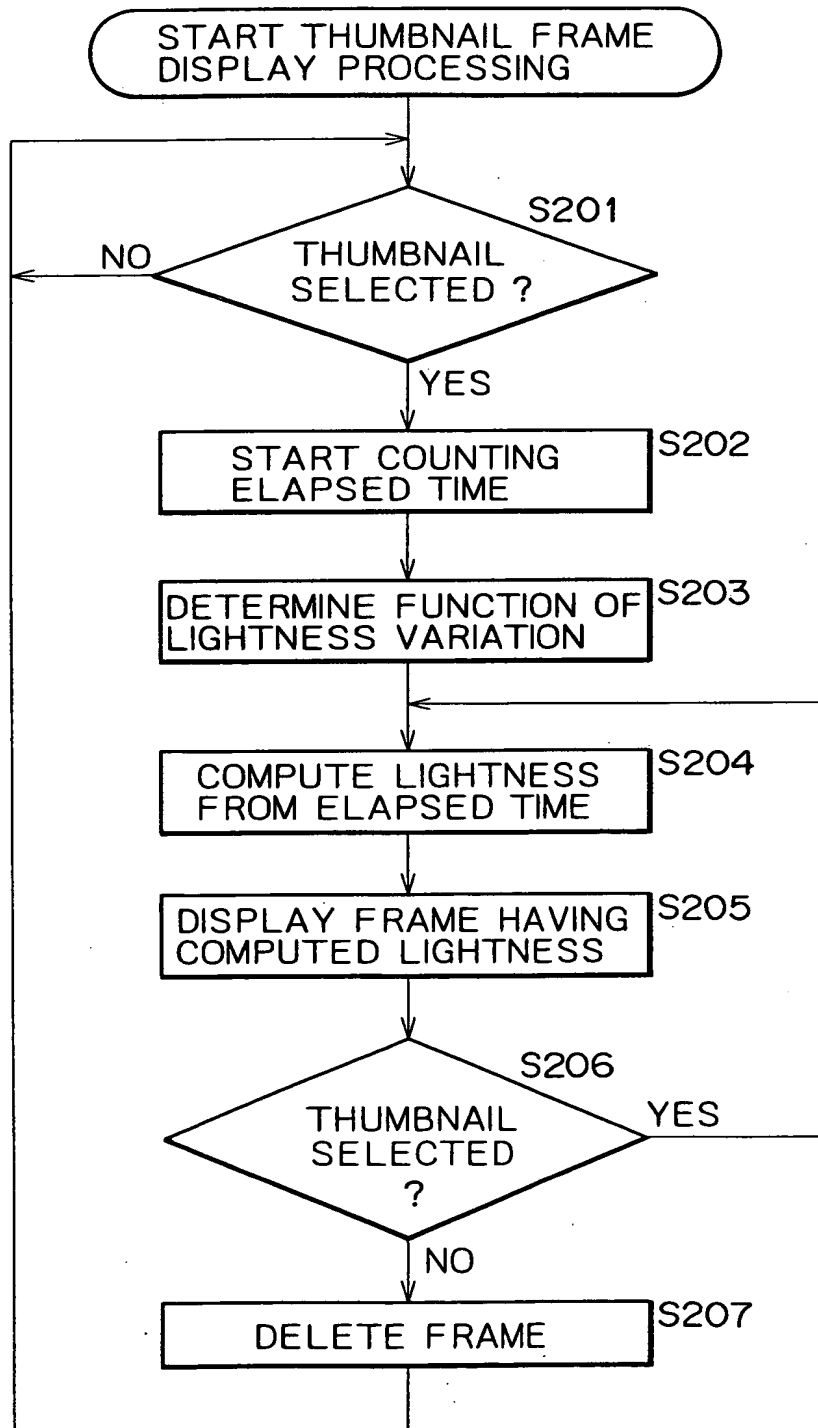 START THUMBNAIL FRAME
DISPLAY PROCESSING
S201
NO
THUMBNAIL
SELECTED ?
YES
S202
START COUNTING
ELAPSED TIME
S203
DETERMINE FUNCTION OF
LIGHTNESS VARIATION
S204
COMPUTE LIGHTNESS
FROM ELAPSED TIME
S205
DISPLAY FRAME HAVING
COMPUTED LIGHTNESS
S206
YES
THUMBNAIL
SELECTED
?
NO
S207
DELETE FRAME